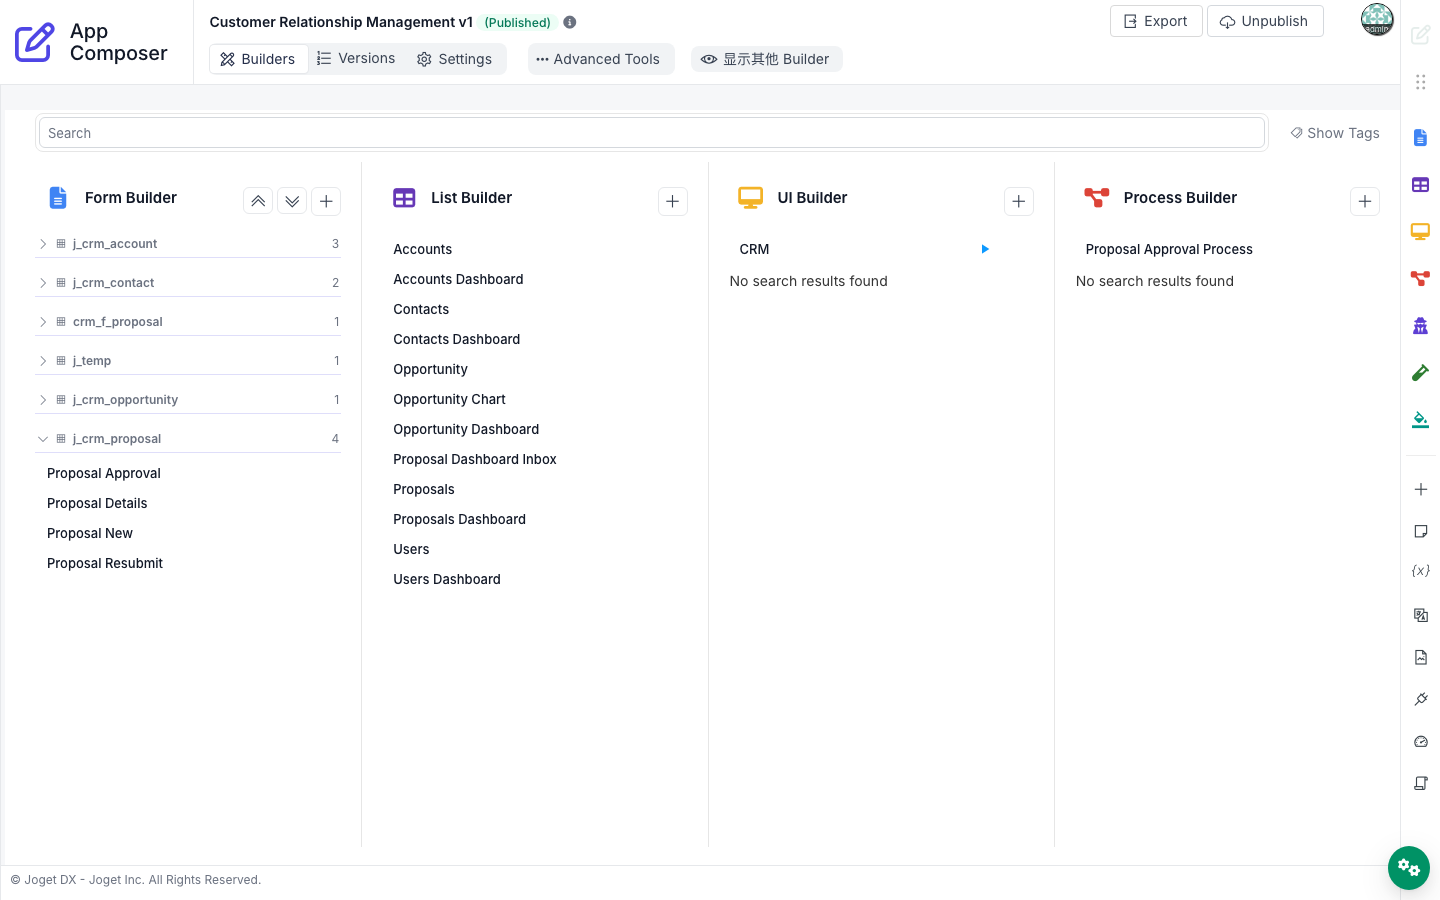 App
Composer
Customer Relationship Management v1 (Published)
Export
Unpublish
admin
Builders
Versions
Settings
Advanced Tools
显示其他 Builder
Search
Show Tags
Form Builder
j_crm_account 3
j_crm_contact 2
crm_f_proposal 1
j_temp 1
j_crm_opportunity 1
j_crm_proposal 4
Proposal Approval
Proposal Details
Proposal New
Proposal Resubmit
List Builder
Accounts
Accounts Dashboard
Contacts
Contacts Dashboard
Opportunity
Opportunity Chart
Opportunity Dashboard
Proposal Dashboard Inbox
Proposals
Proposals Dashboard
Users
Users Dashboard
UI Builder
CRM
No search results found
Process Builder
Proposal Approval Process
No search results found
{x}
© Joget DX - Joget Inc. All Rights Reserved.